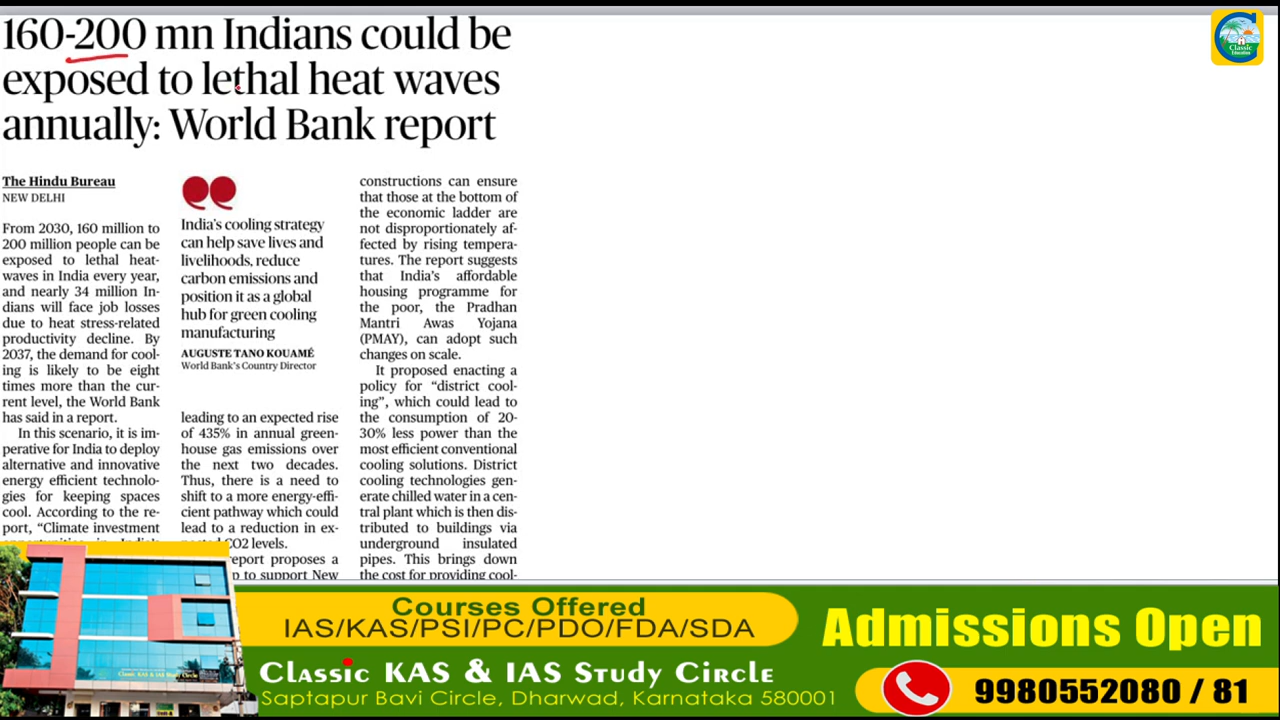 160-200 mn Indians could be
exposed to lethal heat waves
annually: World Bank report
The Hindu Bureau
NEW DELHI
From 2030, 160 million to
200 million people can be
exposed to lethal heat-
waves in India every year,
and nearly 34 million In-
dians will face job losses
due to heat stress-related
productivity decline. By
2037, the demand for cool-
ing is likely to be eight
times more than the cur-
rent level, the World Bank
has said in a report.
In this scenario, it is im-
perative for India to deploy
alternative and innovative
energy efficient technolo-
gies for keeping spaces
cool. According to the re-
port, “Climate investment
India's cooling strategy
can help save lives and
livelihoods, reduce
carbon emissions and
position it as a global
hub for green cooling
manufacturing
AUGUSTE TANO KOUAMÉ
World Bank's Country Director
leading to an expected rise
of 435% in annual green-
house gas emissions over
the next two decades.
Thus, there is a need to
shift to a more energy-effi-
cient pathway which could
lead to a reduction in ex-
CO2 levels.
report proposes a
to support New
constructions can ensure
that those at the bottom of
the economic ladder are
not disproportionately af-
fected by rising tempera-
tures. The report suggests
that India's affordable
housing programme for
the poor, the Pradhan
Mantri Awas Yojana
(PMAY), can adopt such
changes on scale.
It proposed enacting a
policy for “district cool-
ing”, which could lead to
the consumption of 20-
30% less power than the
most efficient conventional
cooling solutions. District
cooling technologies gen-
erate chilled water in a cen-
tral plant which is then dis-
tributed to buildings via
underground insulated
pipes. This brings down
the cost for providing cool-
Classic
Education
Courses Offered
IAS/KAS/PSI/PC/PDO/FDA/SDA
Classic KAS & IAS Study Circle
Saptapur Bavi Circle, Dharwad, Karnataka 580001
Admissions Open
9980552080 / 81
Classic KAS & IAS Study Circle